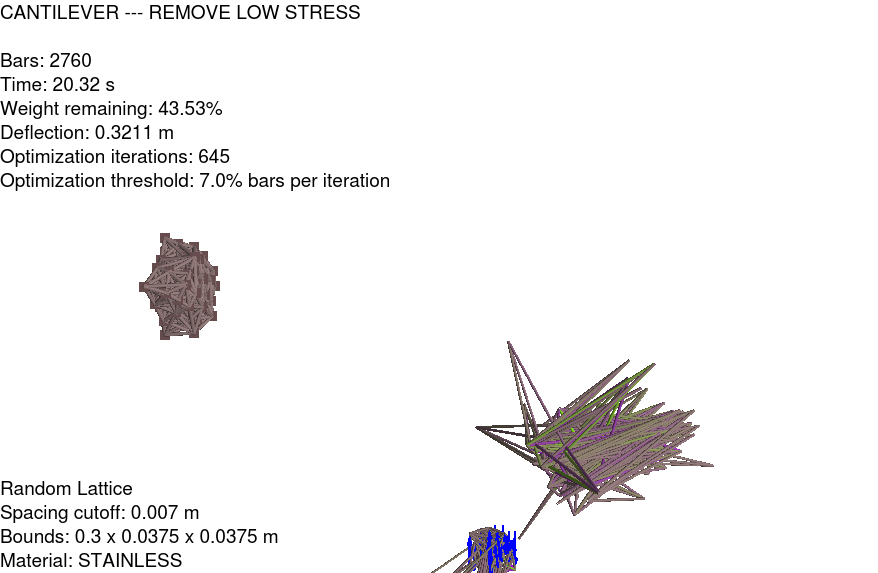 CANTILEVER --- REMOVE LOW STRESS
Bars: 2760
Time: 20.32 s
Weight remaining: 43.53%
Deflection: 0.3211 m
Optimization iterations: 645
Optimization threshold: 7.0% bars per iteration
Random Lattice
Spacing cutoff: 0.007 m
Bounds: 0.3 x 0.0375 x 0.0375 m
Material: STAINLESS